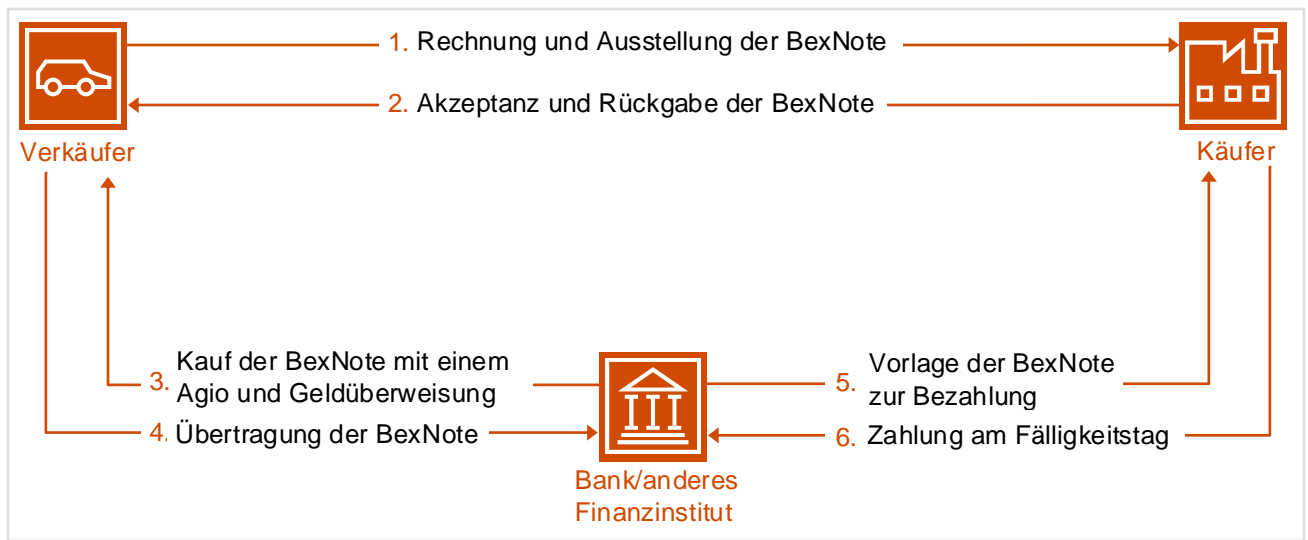 1. Rechnung und Ausstellung der BexNote
2. Akzeptanz und Rückgabe der BexNote
Verkäufer
Käufer
3. Kauf der BexNote mit einem
Agio und Geldüberweisung
4. Übertragung der BexNote
5. Vorlage der BexNote
zur Bezahlung
6. Zahlung am Fälligkeitstag
Bank/anderes
Finanzinstitut